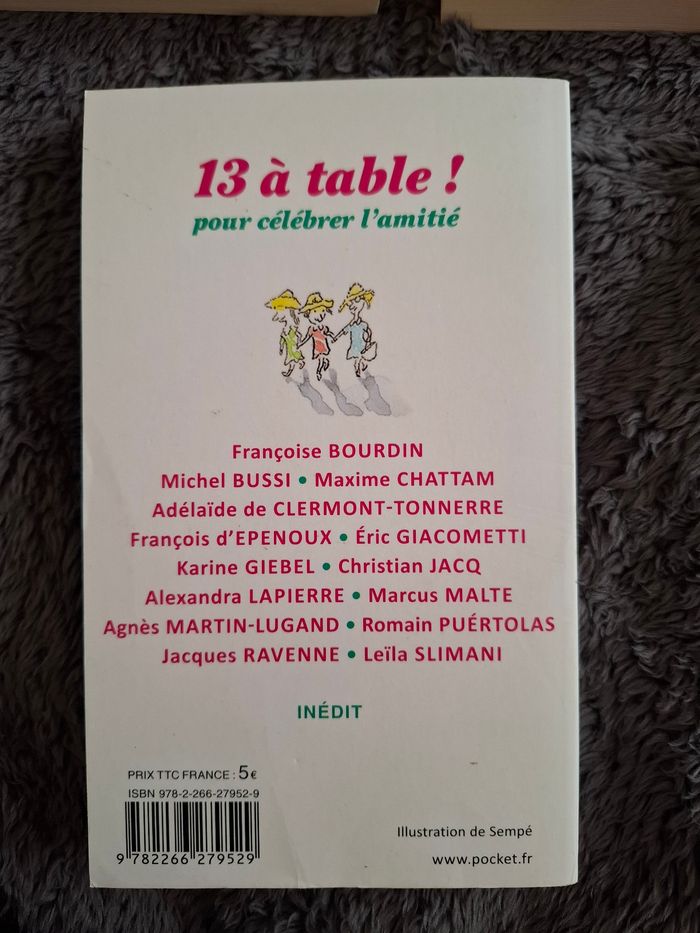 13 à table !
pour célébrer l'amitié
Françoise BOURDIN
Michel BUSSI • Maxime CHATTAM
Adélaïde de CLERMONT-TONNERRE
François d'EPENOUX • Éric GIACOMETTI
Karine GIEBEL • Christian JACQ
Alexandra LAPIERRE • Marcus MALTE
Agnès MARTIN-LUGAND • Romain PUÉRTOLAS
Jacques RAVENNE • Leïla SLIMANI
INÉDIT
PRIX TTC FRANCE : 5 €
ISBN 978-2-266-27952-9
9 782266 279529
Illustration de Sempé
www.pocket.fr